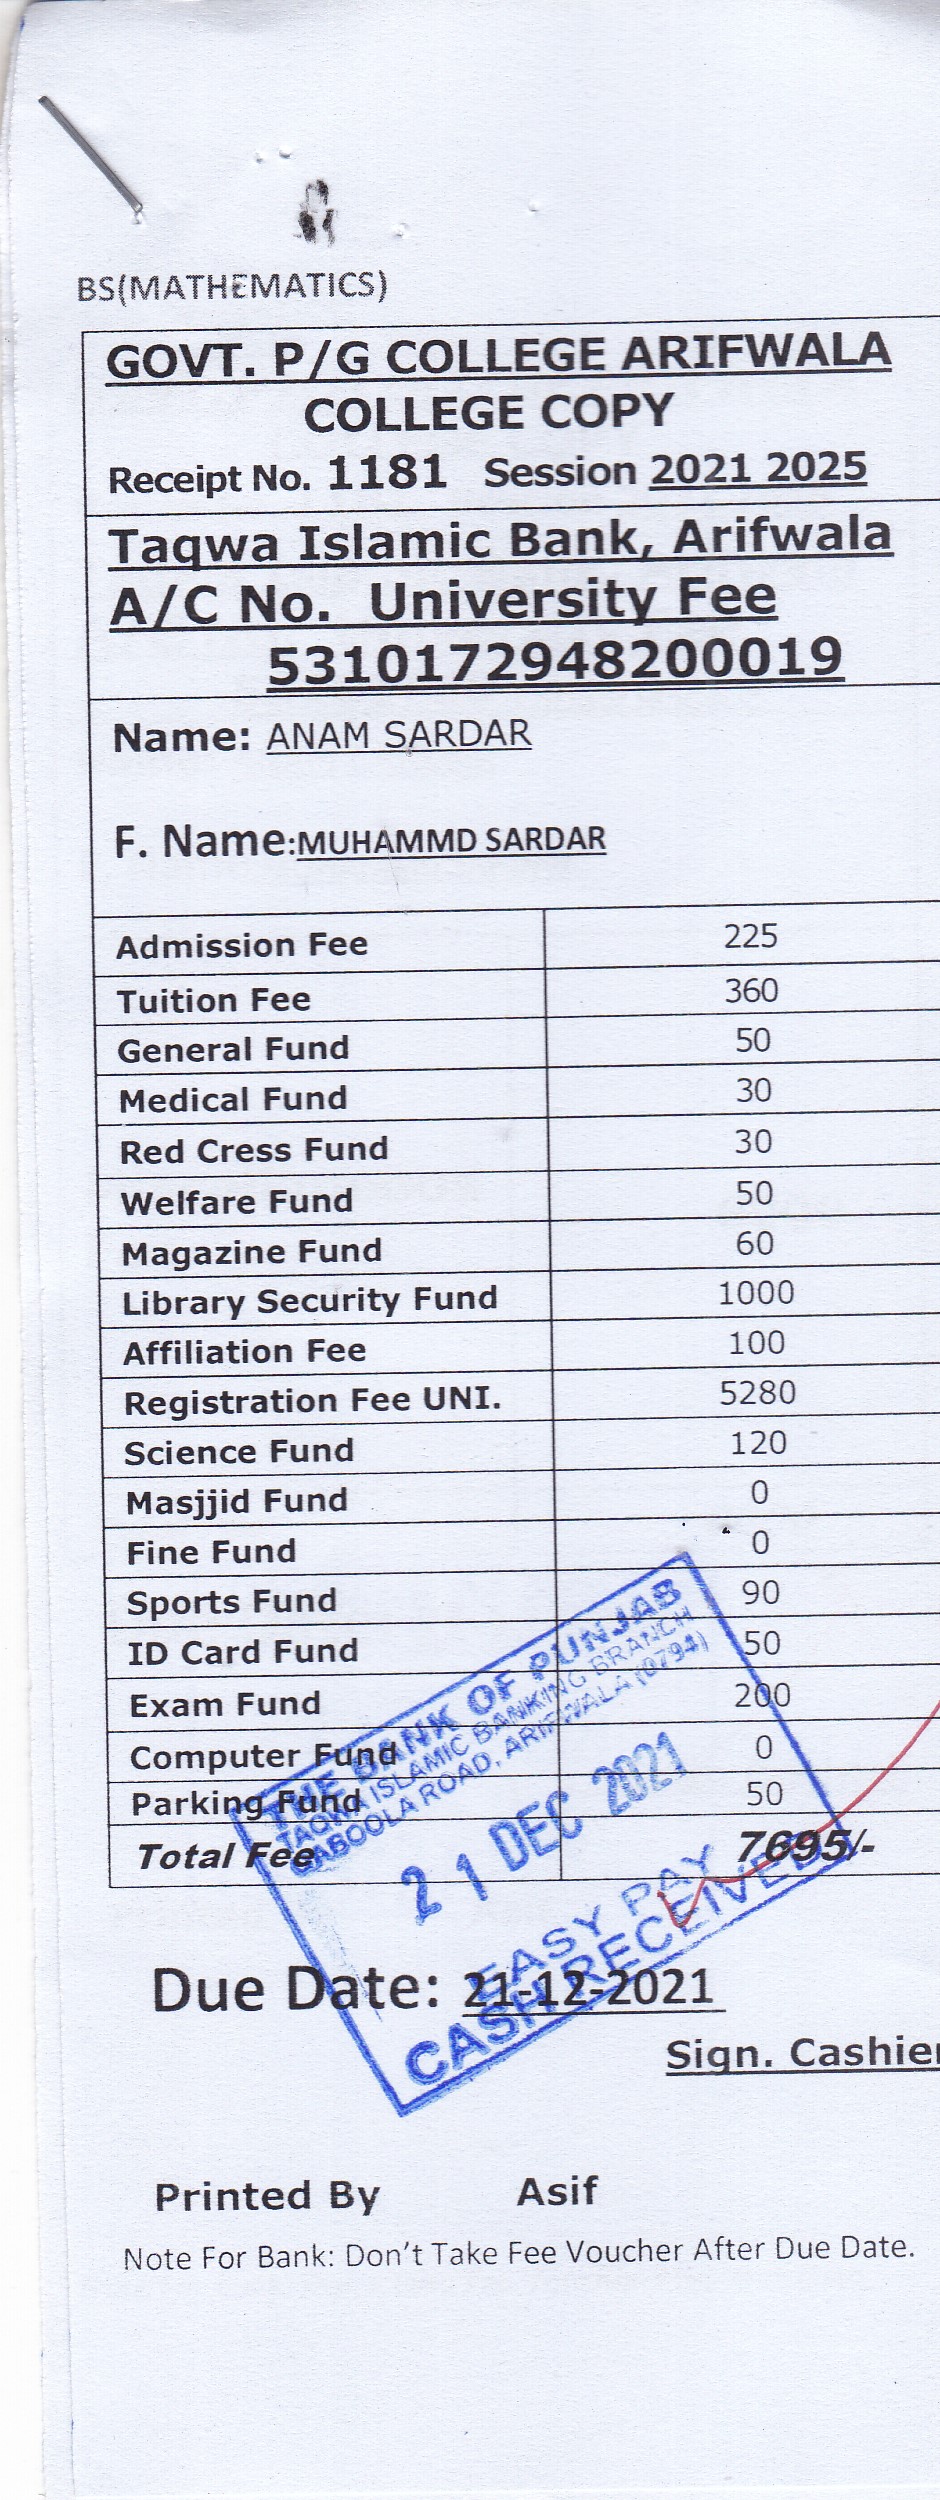 BS(MATHEMATICS)
GOVT. P/G COLLEGE ARIFWALA
COLLEGE COPY
Receipt No. 1181 Session 2021 2025
Taqwa Islamic Bank, Arifwala
A/C No. University Fee
5310172948200019
Name: ANAM SARDAR
F. Name:MUHAMMD SARDAR
Admission Fee 225
Tuition Fee 360
General Fund 50
Medical Fund 30
Red Cress Fund 30
Welfare Fund 50
Magazine Fund 60
Library Security Fund 1000
Affiliation Fee 100
Registration Fee UNI. 5280
Science Fund 120
Masjjid Fund 0
Fine Fund 0
Sports Fund 90
ID Card Fund 50
Exam Fund 200
Computer Fund 0
Parking Fund 50
Total Fee 7695/-
THE BANK OF PUNJAB
TAQWA ISLAMIC BANKING BRANCH
QABOOLA ROAD, ARIFWALA (0794)
21 DEC 2021
EASY PAY
CASH RECEIVED
Due Date: 21-12-2021
Sign. Cashier
Printed By Asif
Note For Bank: Don't Take Fee Voucher After Due Date.